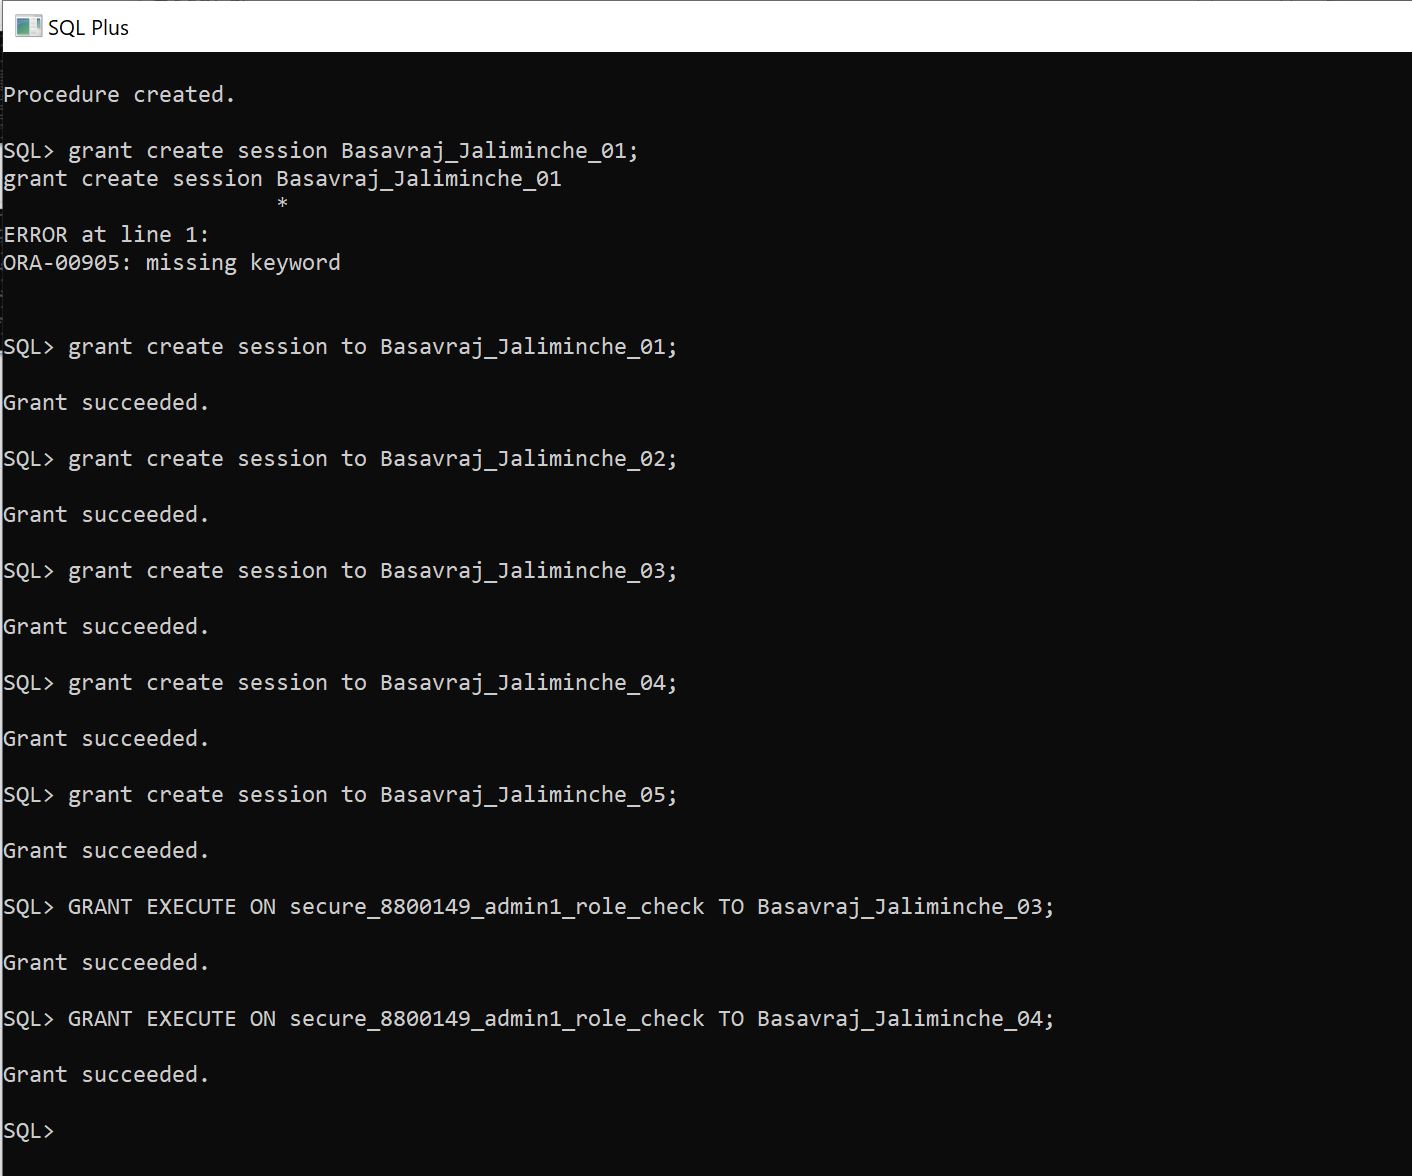 SQL Plus
Procedure created.
SQL> grant create session Basavraj_Jaliminche_01;
grant create session Basavraj_Jaliminche_01
*
ERROR at line 1:
ORA-00905: missing keyword
SQL> grant create session to Basavraj_Jaliminche_01;
Grant succeeded.
SQL> grant create session to Basavraj_Jaliminche_02;
Grant succeeded.
SQL> grant create session to Basavraj_Jaliminche_03;
Grant succeeded.
SQL> grant create session to Basavraj_Jaliminche_04;
Grant succeeded.
SQL> grant create session to Basavraj_Jaliminche_05;
Grant succeeded.
SQL> GRANT EXECUTE ON secure_8800149_admin1_role_check TO Basavraj_Jaliminche_03;
Grant succeeded.
SQL> GRANT EXECUTE ON secure_8800149_admin1_role_check TO Basavraj_Jaliminche_04;
Grant succeeded.
SQL>